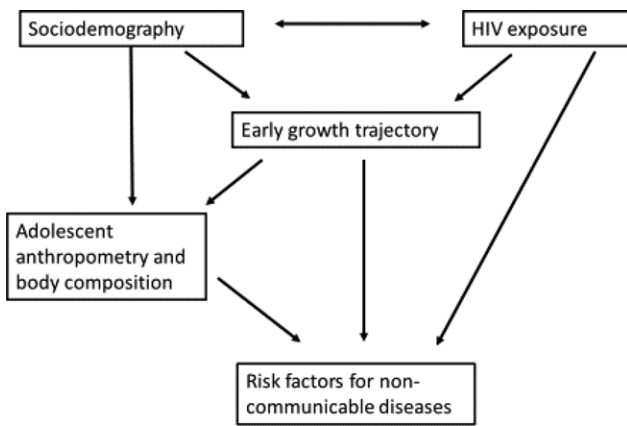 Sociodemography
HIV exposure
Early growth trajectory
Adolescent
anthropometry and
body composition
Risk factors for non-
communicable diseases